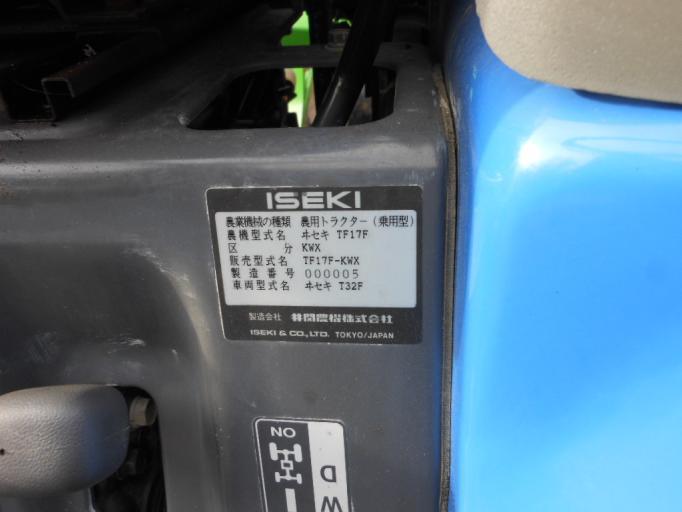 ISEKI
農業機械の種類 農用トラクター(乗用型)
農機型式名 ヰセキ TF17F
区分 KWX
販売型式名 TF17F-KWX
製造番号 000005
車両型式名 ヰセキ T32F
製造会社 井関農機株式会社
ISEKI & CO., LTD. TOKYO/JAPAN
ON
WD